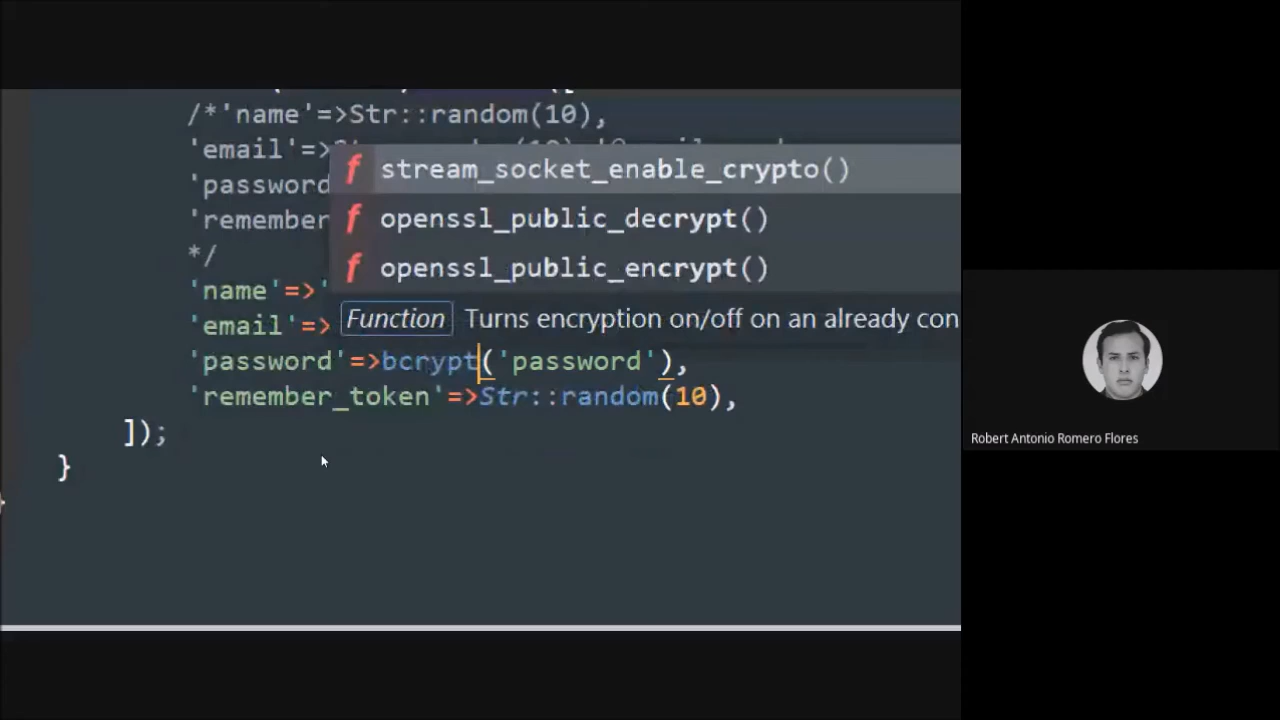 /*'name'=>Str::random(10),
'email'=>
stream_socket_enable_crypto()
'password
f openssl_public_decrypt()
'remember
f openssl_public_encrypt()
*/
'name'=>'
Function Turns encryption on/off on an already con
'email'=>
'password'=>bcrypt('password'),
'remember_token'=>Str::random(10),
]);
}
Robert Antonio Romero Flores